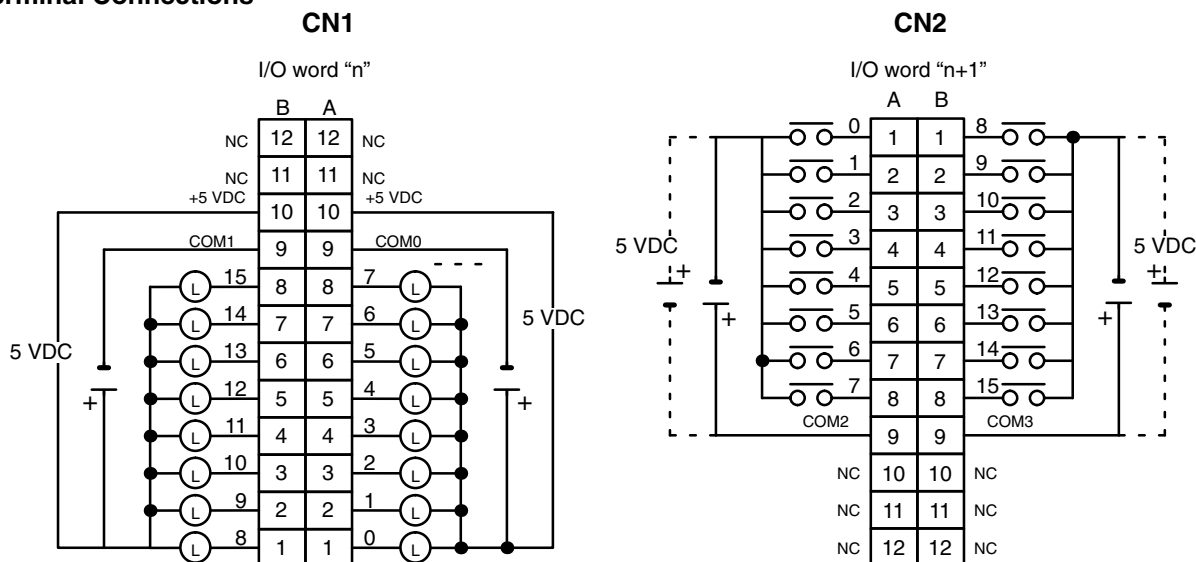 erminal Connections
CN1
I/O word “n”
B A
NC 12 12 NC
NC 11 11 NC
+5 VDC 10 10 +5 VDC
COM1 9 9 COM0
L 15 8 8 7 L
L 14 7 7 6 L
L 13 6 6 5 L
L 12 5 5 4 L
L 11 4 4 3 L
L 10 3 3 2 L
L 9 2 2 1 L
L 8 1 1 0 L
5 VDC
+
5 VDC
+
CN2
I/O word “n+1”
A B
0 1 1 8
1 2 2 9
2 3 3 10
3 4 4 11
4 5 5 12
5 6 6 13
6 7 7 14
7 8 8 15
COM2 9 9 COM3
NC 10 10 NC
NC 11 11 NC
NC 12 12 NC
5 VDC
+
+
5 VDC
+
+